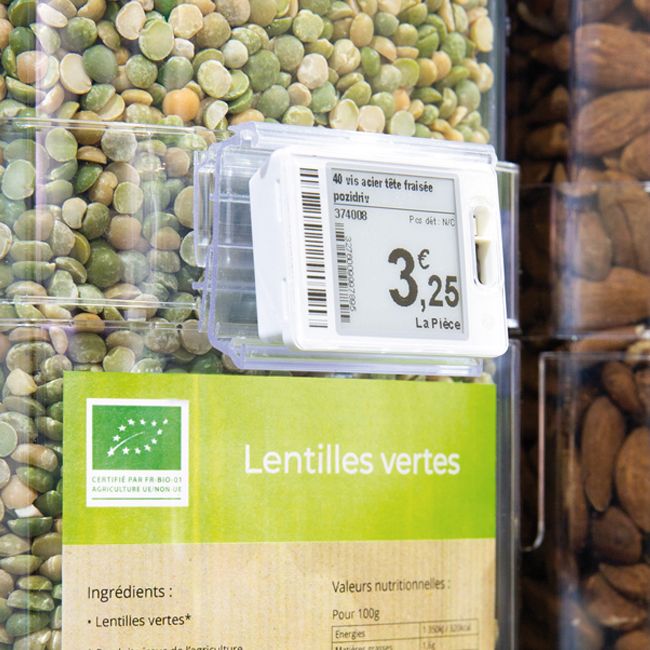 40 vis acier tête fraisée
pozidriv
374008
Pcs dét : N/C
3€,25
La Pièce
Lentilles vertes
CERTIFIÉ PAR FR-BIO-01
AGRICULTURE UE/NON-UE
Ingrédients :
• Lentilles vertes*
Valeurs nutritionnelles :
Pour 100g
Energies